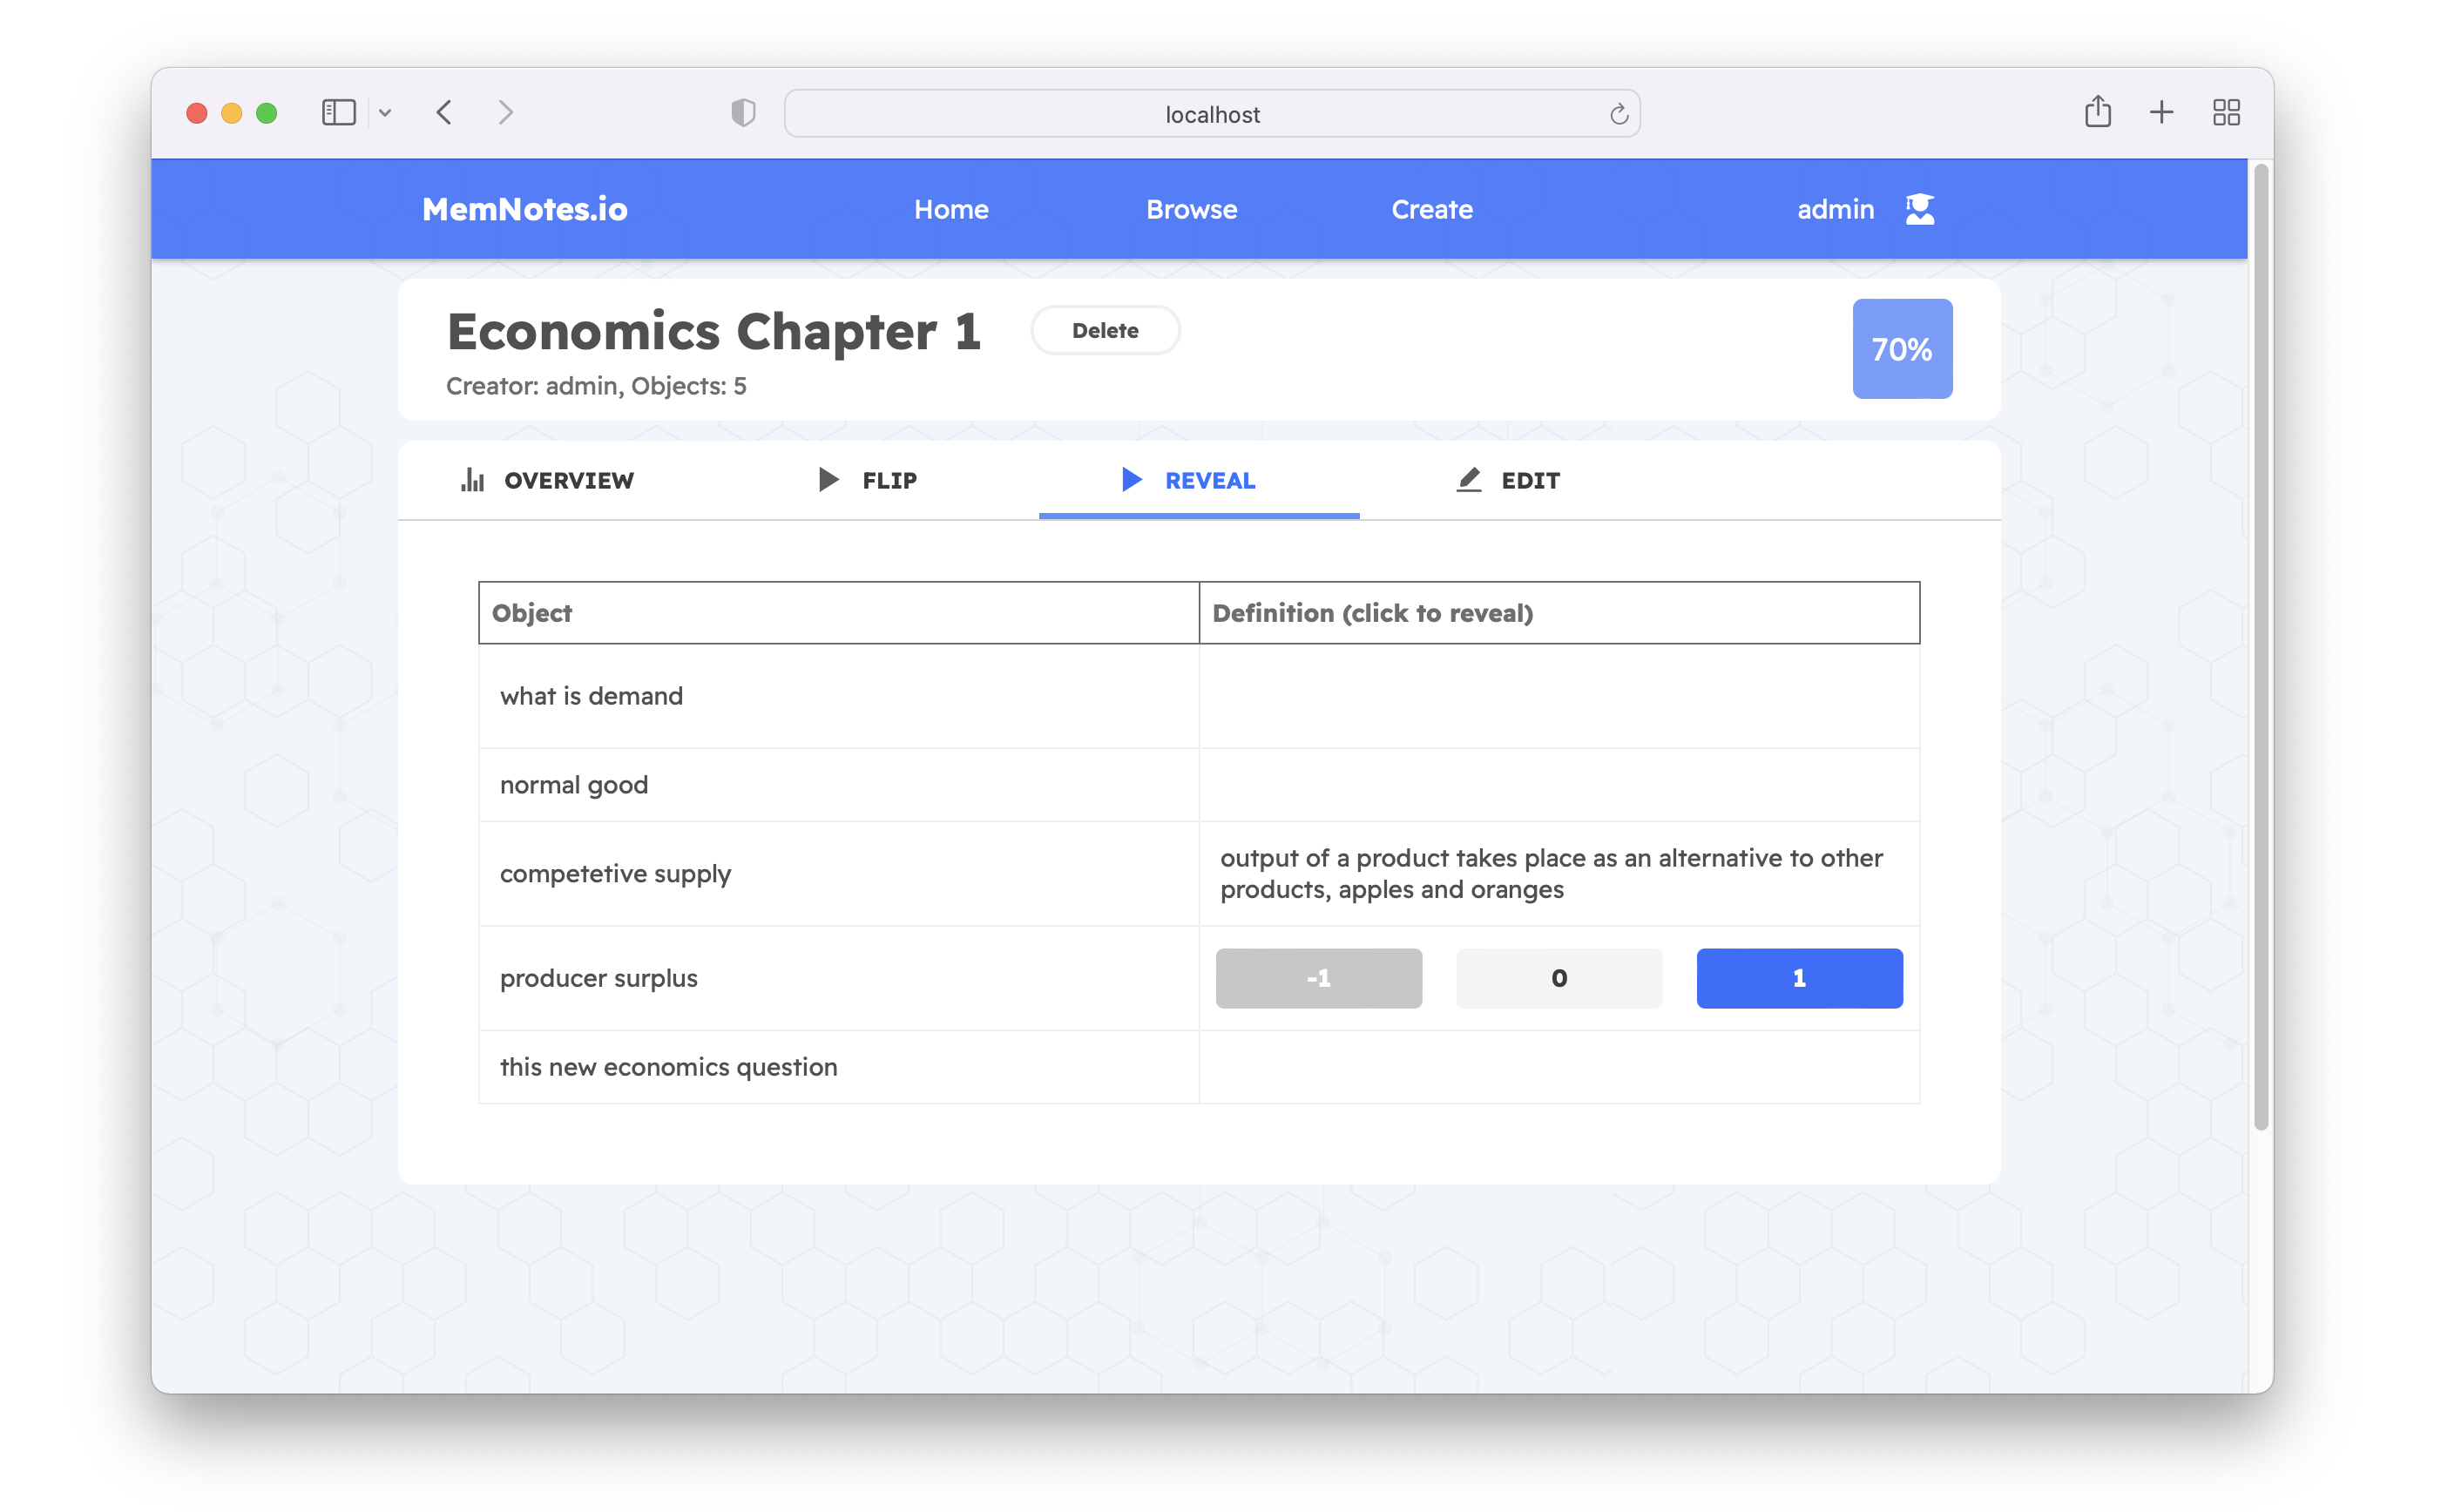 localhost
MemNotes.io Home Browse Create admin
Economics Chapter 1 Delete
Creator: admin, Objects: 5
70%
OVERVIEW FLIP REVEAL EDIT
Object Definition (click to reveal)
what is demand
normal good
competetive supply
output of a product takes place as an alternative to other
products, apples and oranges
producer surplus -1 0 1
this new economics question